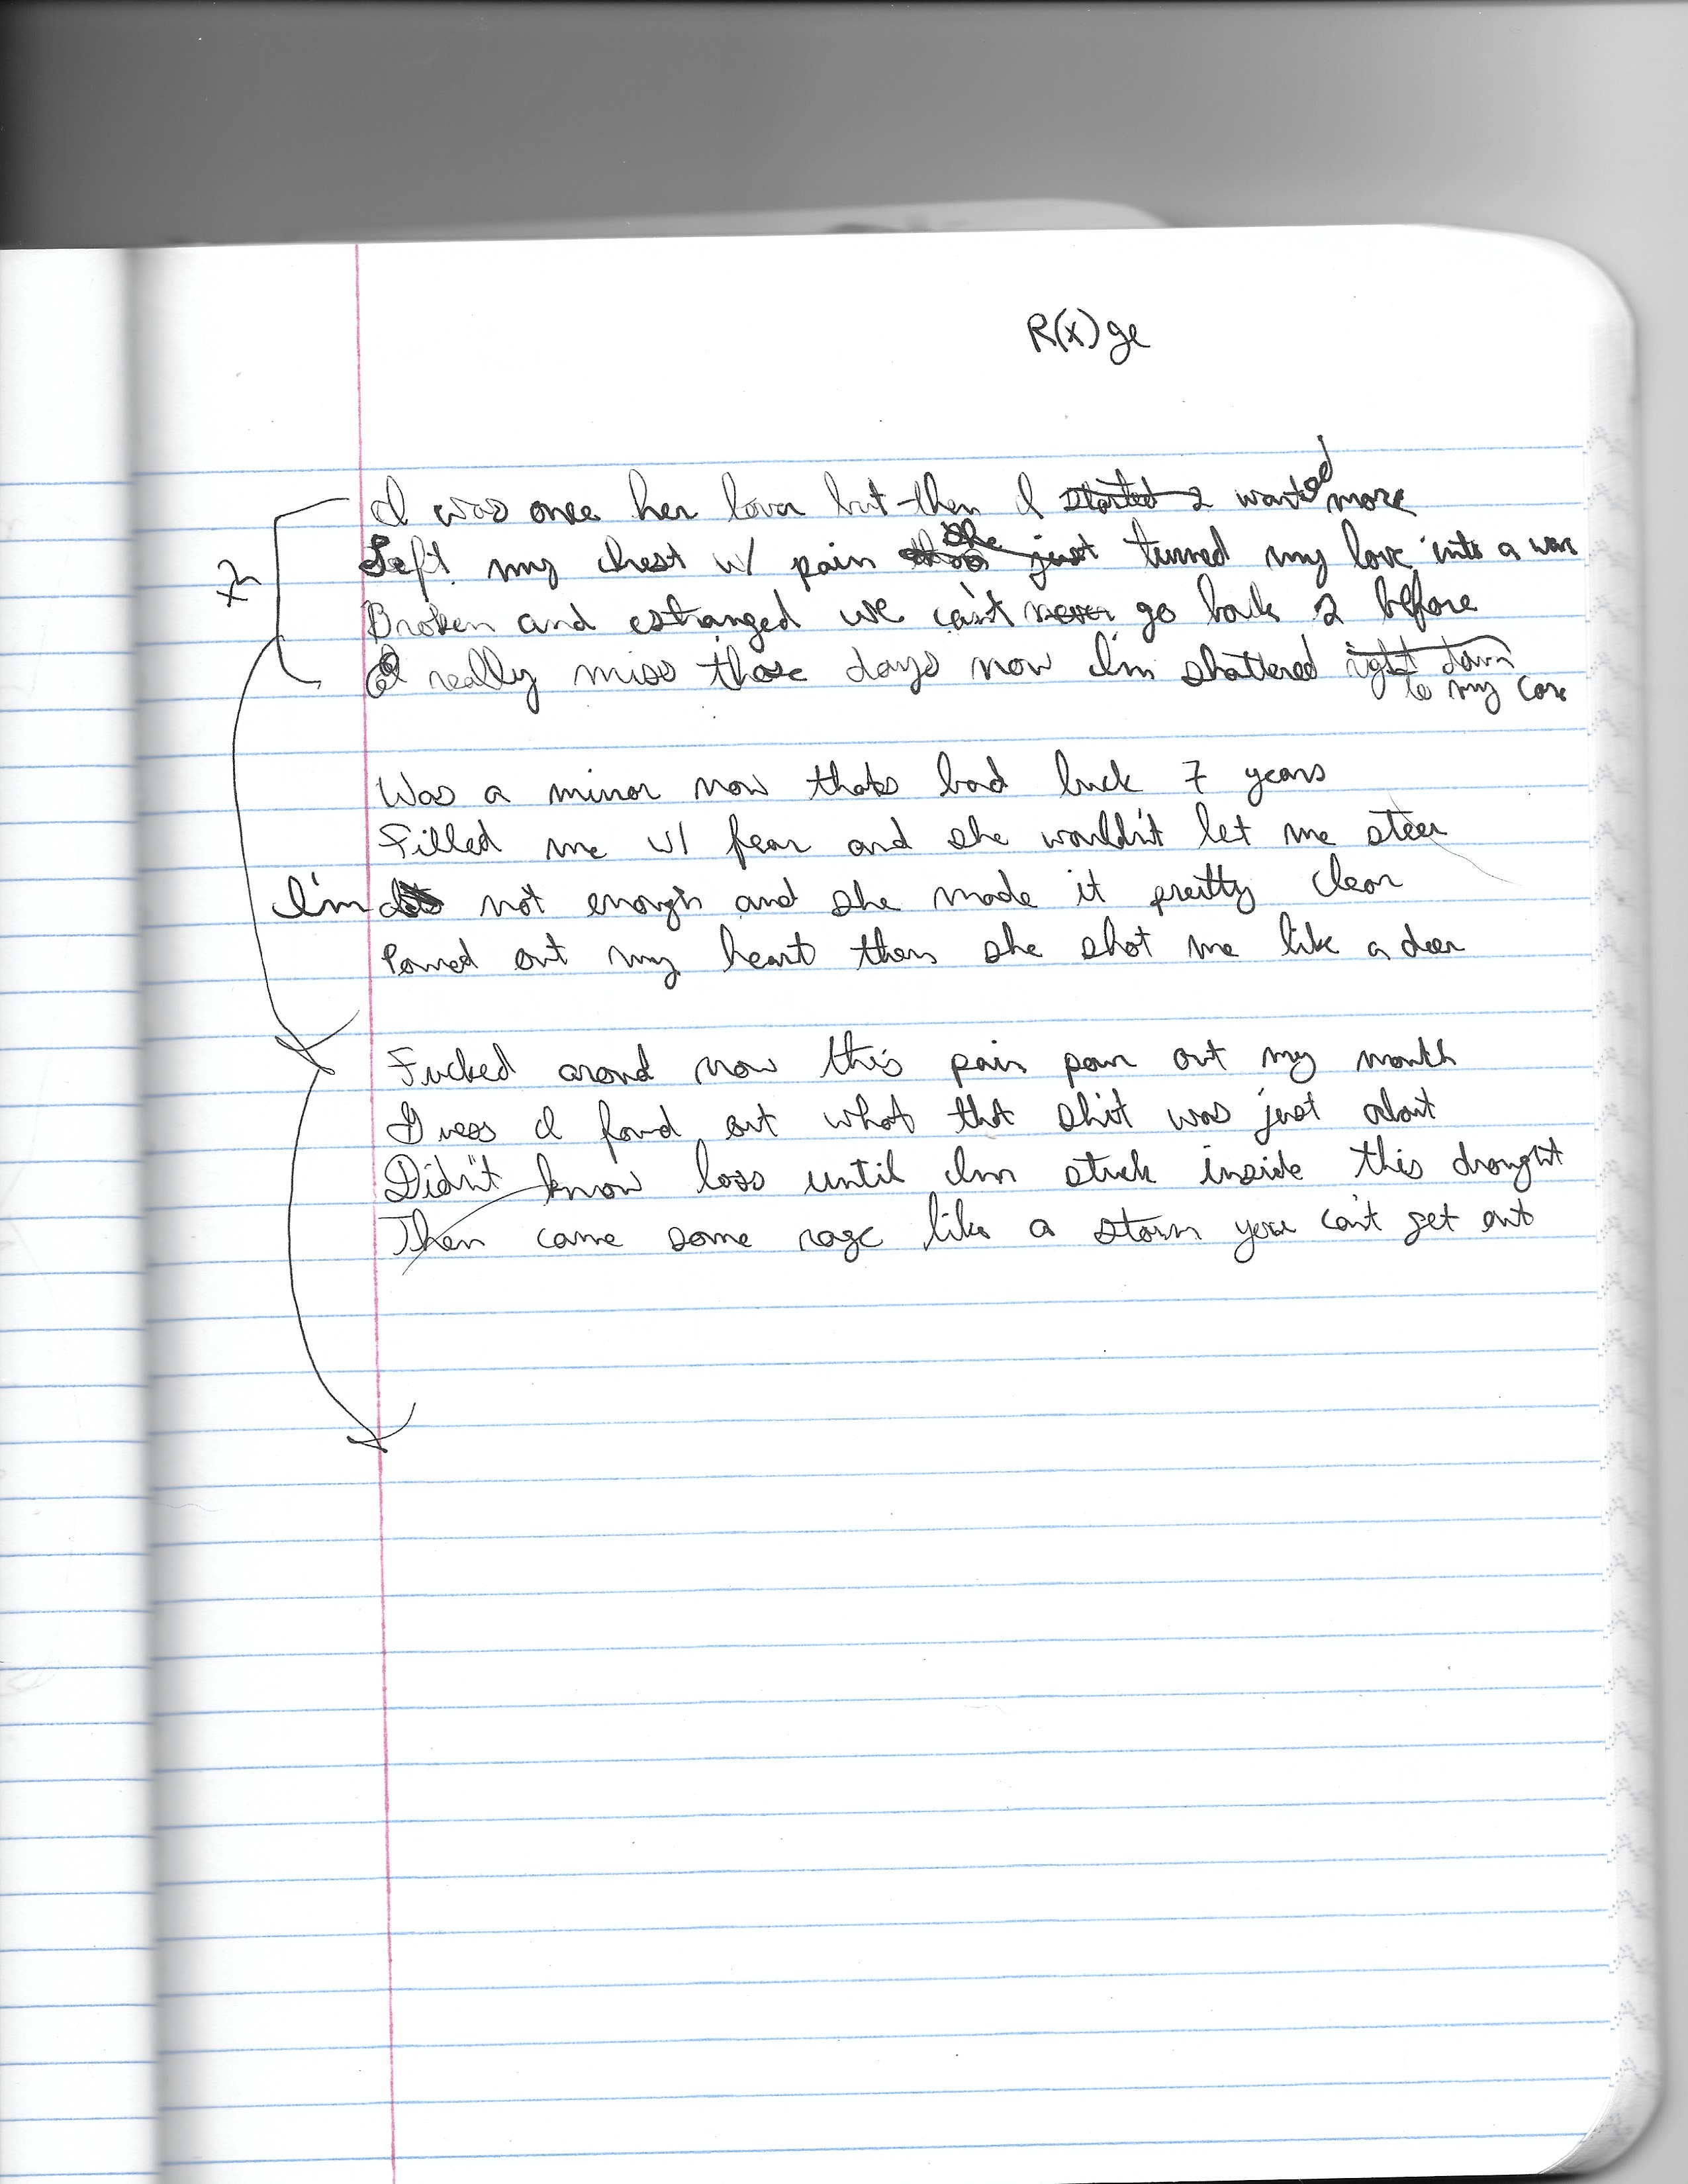 R(x)ge
I was once her lover but then I started 2 wanted more
Left my chest w/ pain she just turned my love into a war
x2
Broken and estranged we can't never go back 2 before
I really miss those days now I'm shattered right down
to my core
Was a mirror now thats bad luck 7 years
Filled me w/ fear and she wouldn't let me steer
I'm not enough and she made it pretty clear
Poured out my heart then she shot me like a deer
Fucked around now this pain pour out my mouth
Guess I found out what that shit was just about
Didn't know loss until I'm stuck inside this drought
Then came some rage like a storm you can't get out